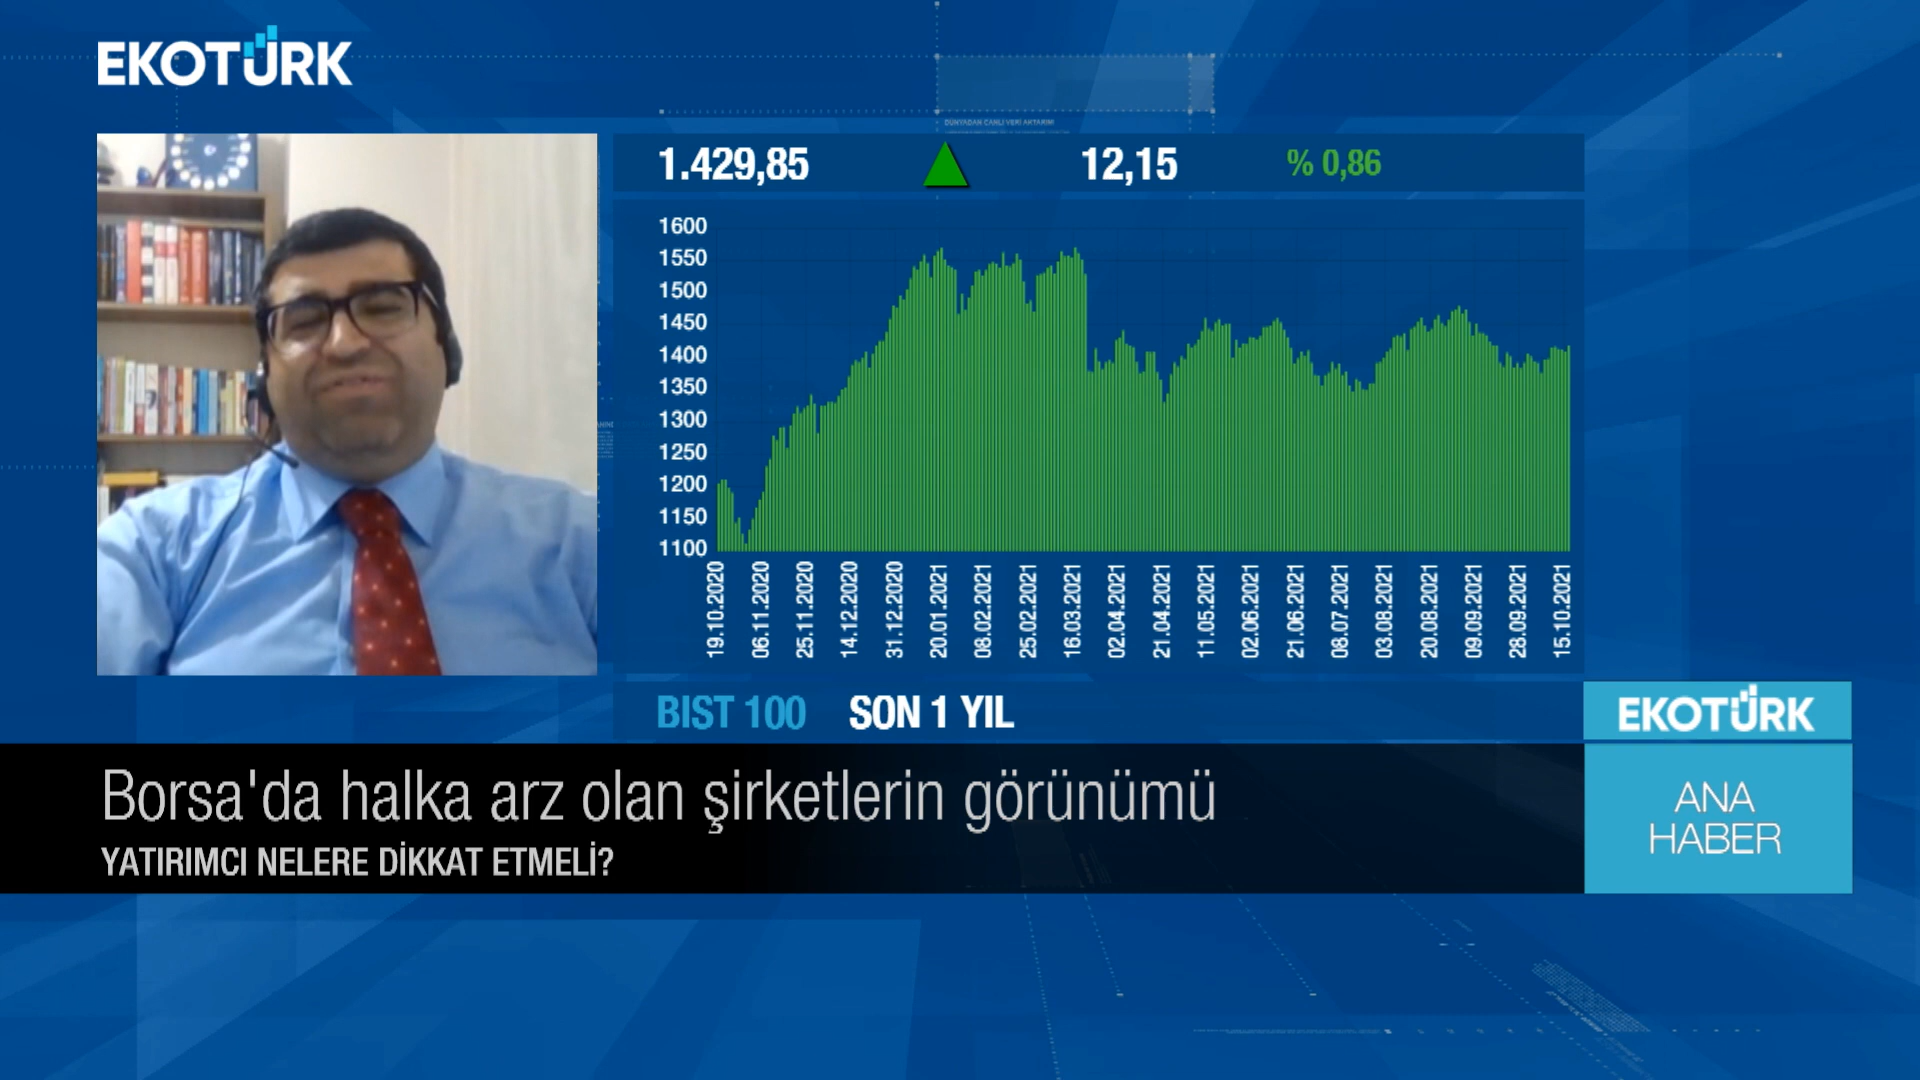 EKOTÜRK
DÜNYADAN CANLI VERİ AKTARIMI
1.429,85 12,15 % 0,86
1600
1550
1500
1450
1400
1350
1300
1250
1200
1150
1100
19.10.2020 06.11.2020 25.11.2020 14.12.2020 31.12.2020 20.01.2021 08.02.2021 25.02.2021 16.03.2021 02.04.2021 21.04.2021 11.05.2021 02.06.2021 21.06.2021 08.07.2021 03.08.2021 20.08.2021 09.09.2021 28.09.2021 15.10.2021
BIST 100 SON 1 YIL
EKOTÜRK
Borsa'da halka arz olan şirketlerin görünümü
YATIRIMCI NELERE DİKKAT ETMELİ?
ANA
HABER